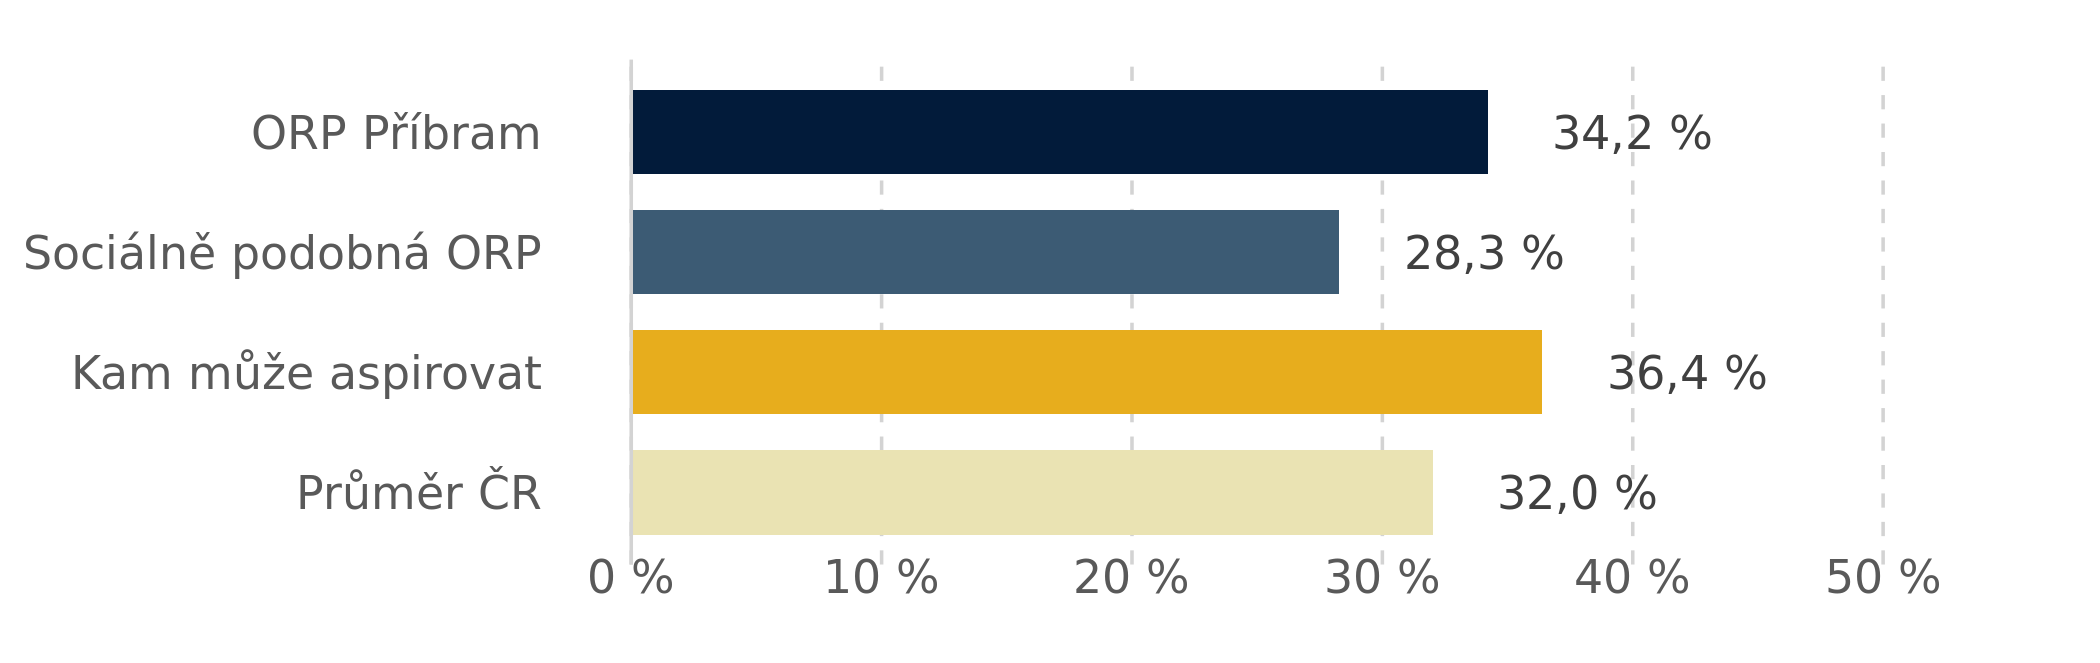 ORP Příbram 34,2 %
Sociálně podobná ORP 28,3 %
Kam může aspirovat 36,4 %
Průměr ČR 32,0 %
0 % 10 % 20 % 30 % 40 % 50 %